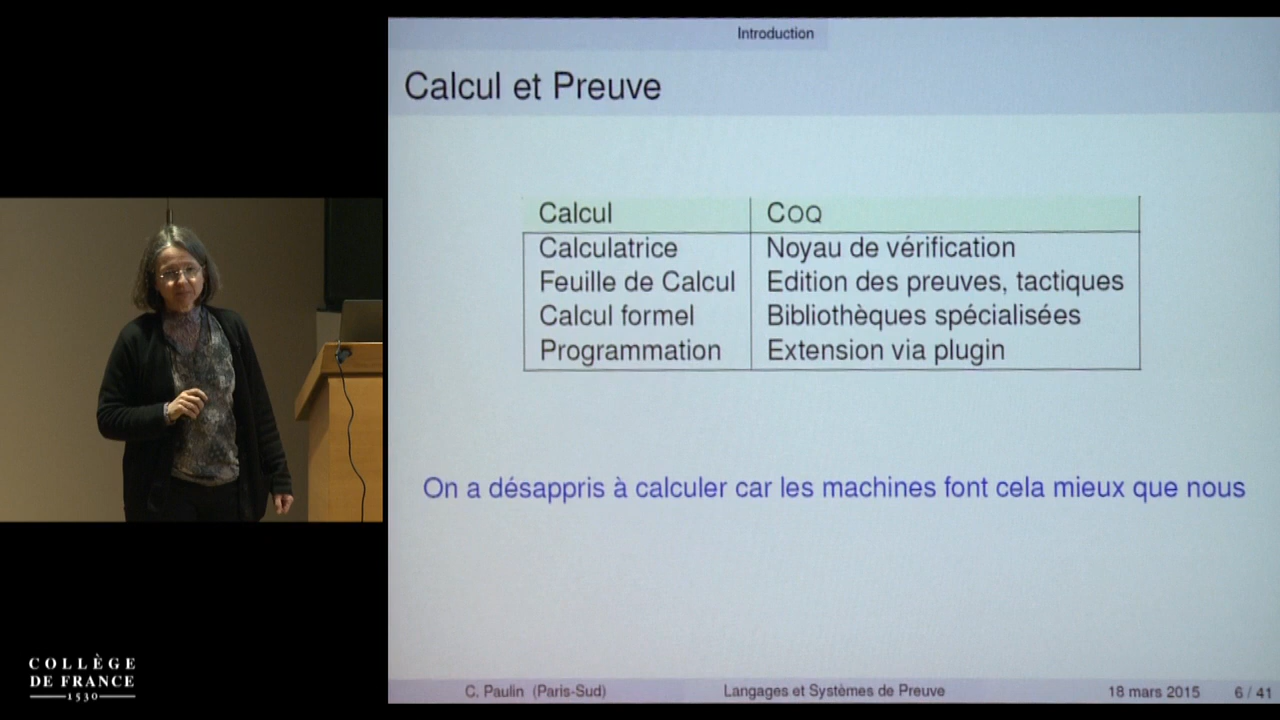 Introduction
Calcul et Preuve
Calcul COQ
Calculatrice Noyau de vérification
Feuille de Calcul Edition des preuves, tactiques
Calcul formel Bibliothèques spécialisées
Programmation Extension via plugin
On a désappris à calculer car les machines font cela mieux que nous
C. Paulin (Paris-Sud) Langages et Systèmes de Preuve 18 mars 2015 6 / 41
COLLÈGE
DE FRANCE
1530